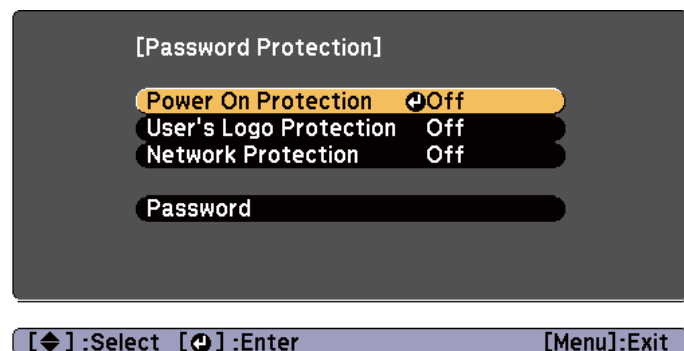 [Password Protection]
Power On Protection Off
User's Logo Protection Off
Network Protection Off
Password
[◆] :Select [↵] :Enter [Menu]:Exit